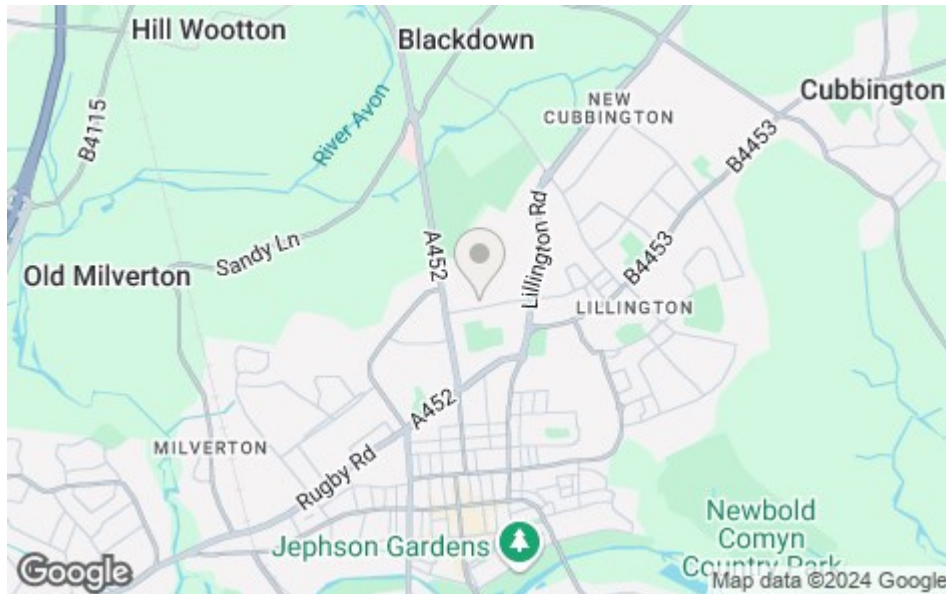 Hill Wootton
Blackdown
Cubbington
NEW
CUBBINGTON
B4115
River Avon
B4453
Sandy Ln
A452
Lillington Rd
B4453
Old Milverton
LILLINGTON
A452
MILVERTON
Rugby Rd
Newbold
Comyn
Country Park
Jephson Gardens
Google
Map data ©2024 Google